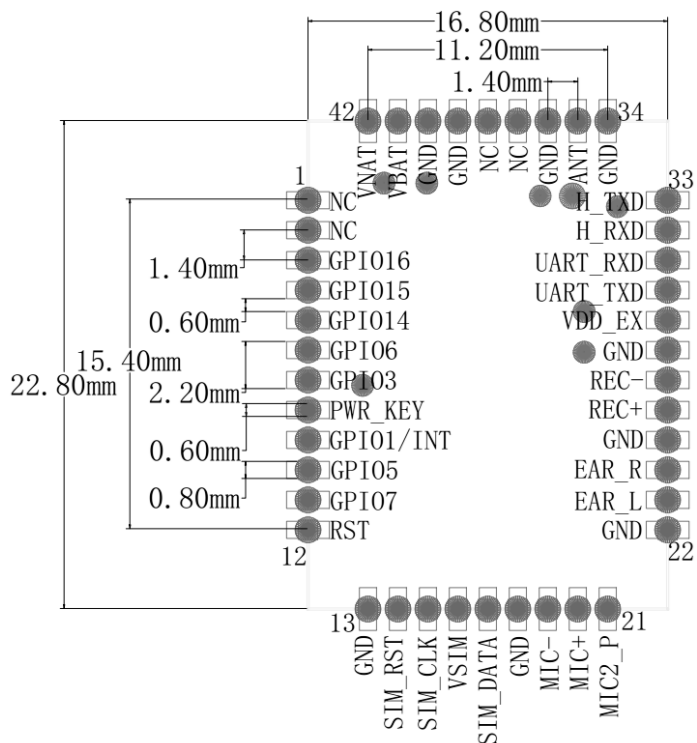 16.80mm
11.20mm
1.40mm
42
34
VNAT
VBAT
GND
GND
NC
NC
GND
ANT
GND
1
33
NC
H_TXD
NC
H_RXD
1.40mm
GPIO16
UART_RXD
GPIO15
UART_TXD
0.60mm
GPIO14
VDD_EX
15.40mm
GPIO6
GND
22.80mm
2.20mm
GPIO3
REC-
PWR_KEY
REC+
0.60mm
GPIO1/INT
GND
GPIO5
EAR_R
0.80mm
GPIO7
EAR_L
RST
GND
12
22
13
21
GND
SIM_RST
SIM_CLK
VSIM
SIM_DATA
GND
MIC-
MIC+
MIC2_P